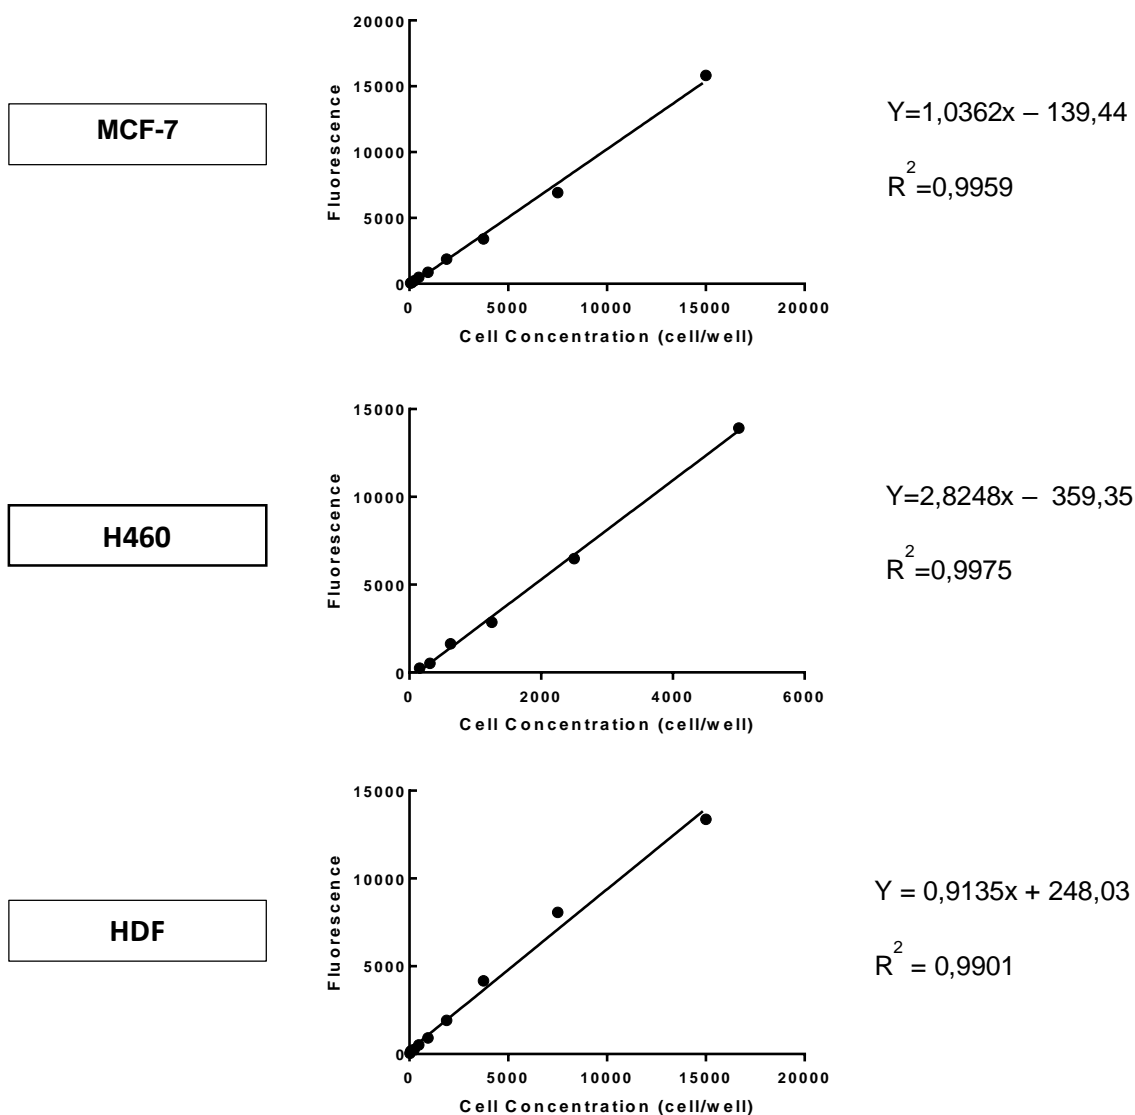 MCF-7
20000
15000
10000
5000
0
Fluorescence
0 5000 10000 15000 20000
Cell Concentration (cell/well)
Y=1,0362x – 139,44
R²=0,9959
H460
15000
10000
5000
0
Fluorescence
0 2000 4000 6000
Cell Concentration (cell/well)
Y=2,8248x – 359,35
R²=0,9975
HDF
15000
10000
5000
0
Fluorescence
0 5000 10000 15000 20000
Cell Concentration (cell/well)
Y = 0,9135x + 248,03
R² = 0,9901